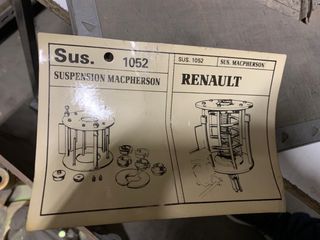 Sus. 1052
SUSPENSION MACPHERSON
SUS. 1052
SUS. MACPHERSON
RENAULT